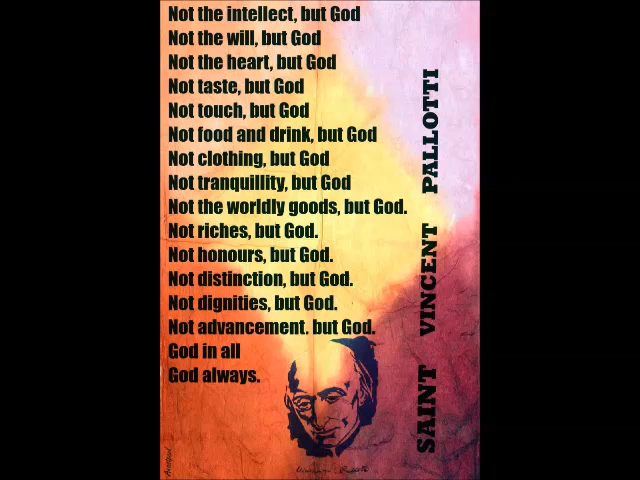 Not the intellect, but God
Not the will, but God
Not the heart, but God
Not taste, but God
Not touch, but God
Not food and drink, but God
Not clothing, but God
Not tranquillity, but God
Not the worldly goods, but God.
Not riches, but God.
Not honours, but God.
Not distinction, but God.
Not dignities, but God.
Not advancement. but God.
God in all
God always.
SAINT VINCENT PALLOTTI